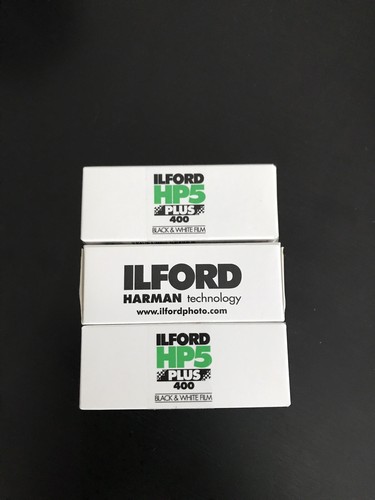 ILFORD
HP5
PLUS
400
BLACK & WHITE FILM
ILFORD
HARMAN technology
www.ilfordphoto.com
ILFORD
HP5
PLUS
400
BLACK & WHITE FILM